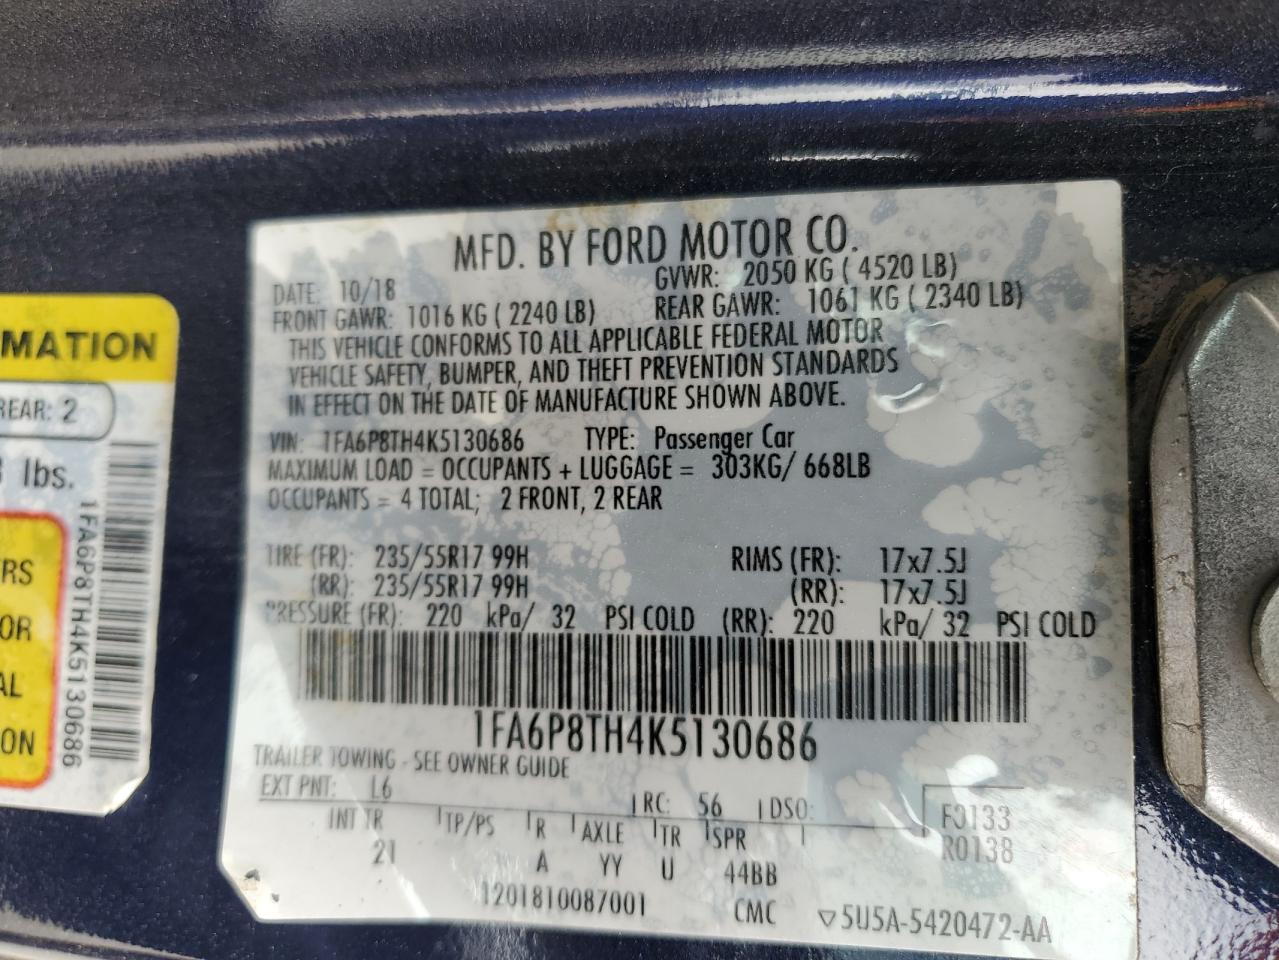 MFD. BY FORD MOTOR CO.
DATE: 10/18 GVWR: 2050 KG ( 4520 LB)
FRONT GAWR: 1016 KG ( 2240 LB) REAR GAWR: 1061 KG ( 2340 LB)
THIS VEHICLE CONFORMS TO ALL APPLICABLE FEDERAL MOTOR
VEHICLE SAFETY, BUMPER, AND THEFT PREVENTION STANDARDS
IN EFFECT ON THE DATE OF MANUFACTURE SHOWN ABOVE.
VIN: 1FA6P8TH4K5130686 TYPE: Passenger Car
MAXIMUM LOAD = OCCUPANTS + LUGGAGE = 303KG/ 668LB
OCCUPANTS = 4 TOTAL; 2 FRONT, 2 REAR
TIRE (FR): 235/55R17 99H RIMS (FR): 17x7.5J
(RR): 235/55R17 99H (RR): 17x7.5J
PRESSURE (FR): 220 kPa/ 32 PSI COLD (RR): 220 kPa/ 32 PSI COLD
1FA6P8TH4K5130686
TRAILER TOWING - SEE OWNER GUIDE
EXT PNT: L6 RC: 56 DSO: F0133
INT TR TP/PS R AXLE TR SPR R0138
21 A YY U 44BB
1201810087001 CMC ▽5U5A-5420472-AA
MATION
REAR: 2
lbs.
RS
OR
AL
ON
1FA6P8TH4K5130686